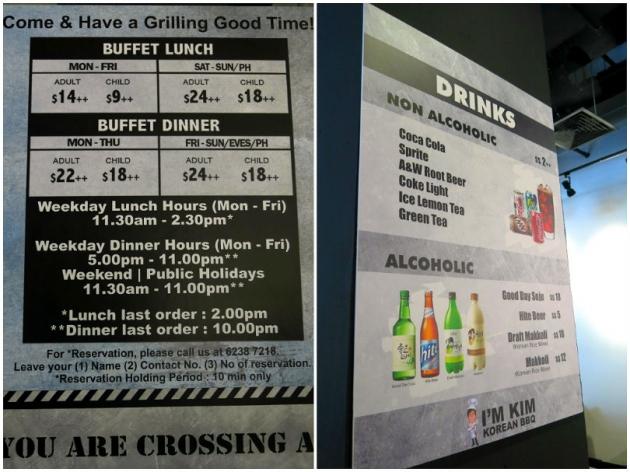 Come & Have a Grilling Good Time!
BUFFET LUNCH
MON - FRI SAT - SUN/PH
ADULT CHILD ADULT CHILD
$14++ $9++ $24++ $18++
BUFFET DINNER
MON - THU FRI - SUN/EVES/PH
ADULT CHILD ADULT CHILD
$22++ $18++ $24++ $18++
Weekday Lunch Hours (Mon - Fri)
11.30am - 2.30pm*
Weekday Dinner Hours (Mon - Fri)
5.00pm - 11.00pm**
Weekend | Public Holidays
11.30am - 11.00pm**
*Lunch last order : 2.00pm
**Dinner last order : 10.00pm
For *Reservation, please call us at 6238 7218.
Leave your (1) Name (2) Contact No. (3) No of reservation.
*Reservation Holding Period : 10 min only
YOU ARE CROSSING A
DRINKS
NON ALCOHOLIC
Coca Cola S$ 2++
Sprite
A&W Root Beer
Coke Light
Ice Lemon Tea
Green Tea
ALCOHOLIC
Good Day Soju S$ 18
Hite Beer S$ 5
Draft Makkoli S$ 10
(Korean Rice Wine)
Makkoli S$ 12
(Korean Rice Wine)
hite
I'M KIM
KOREAN BBQ